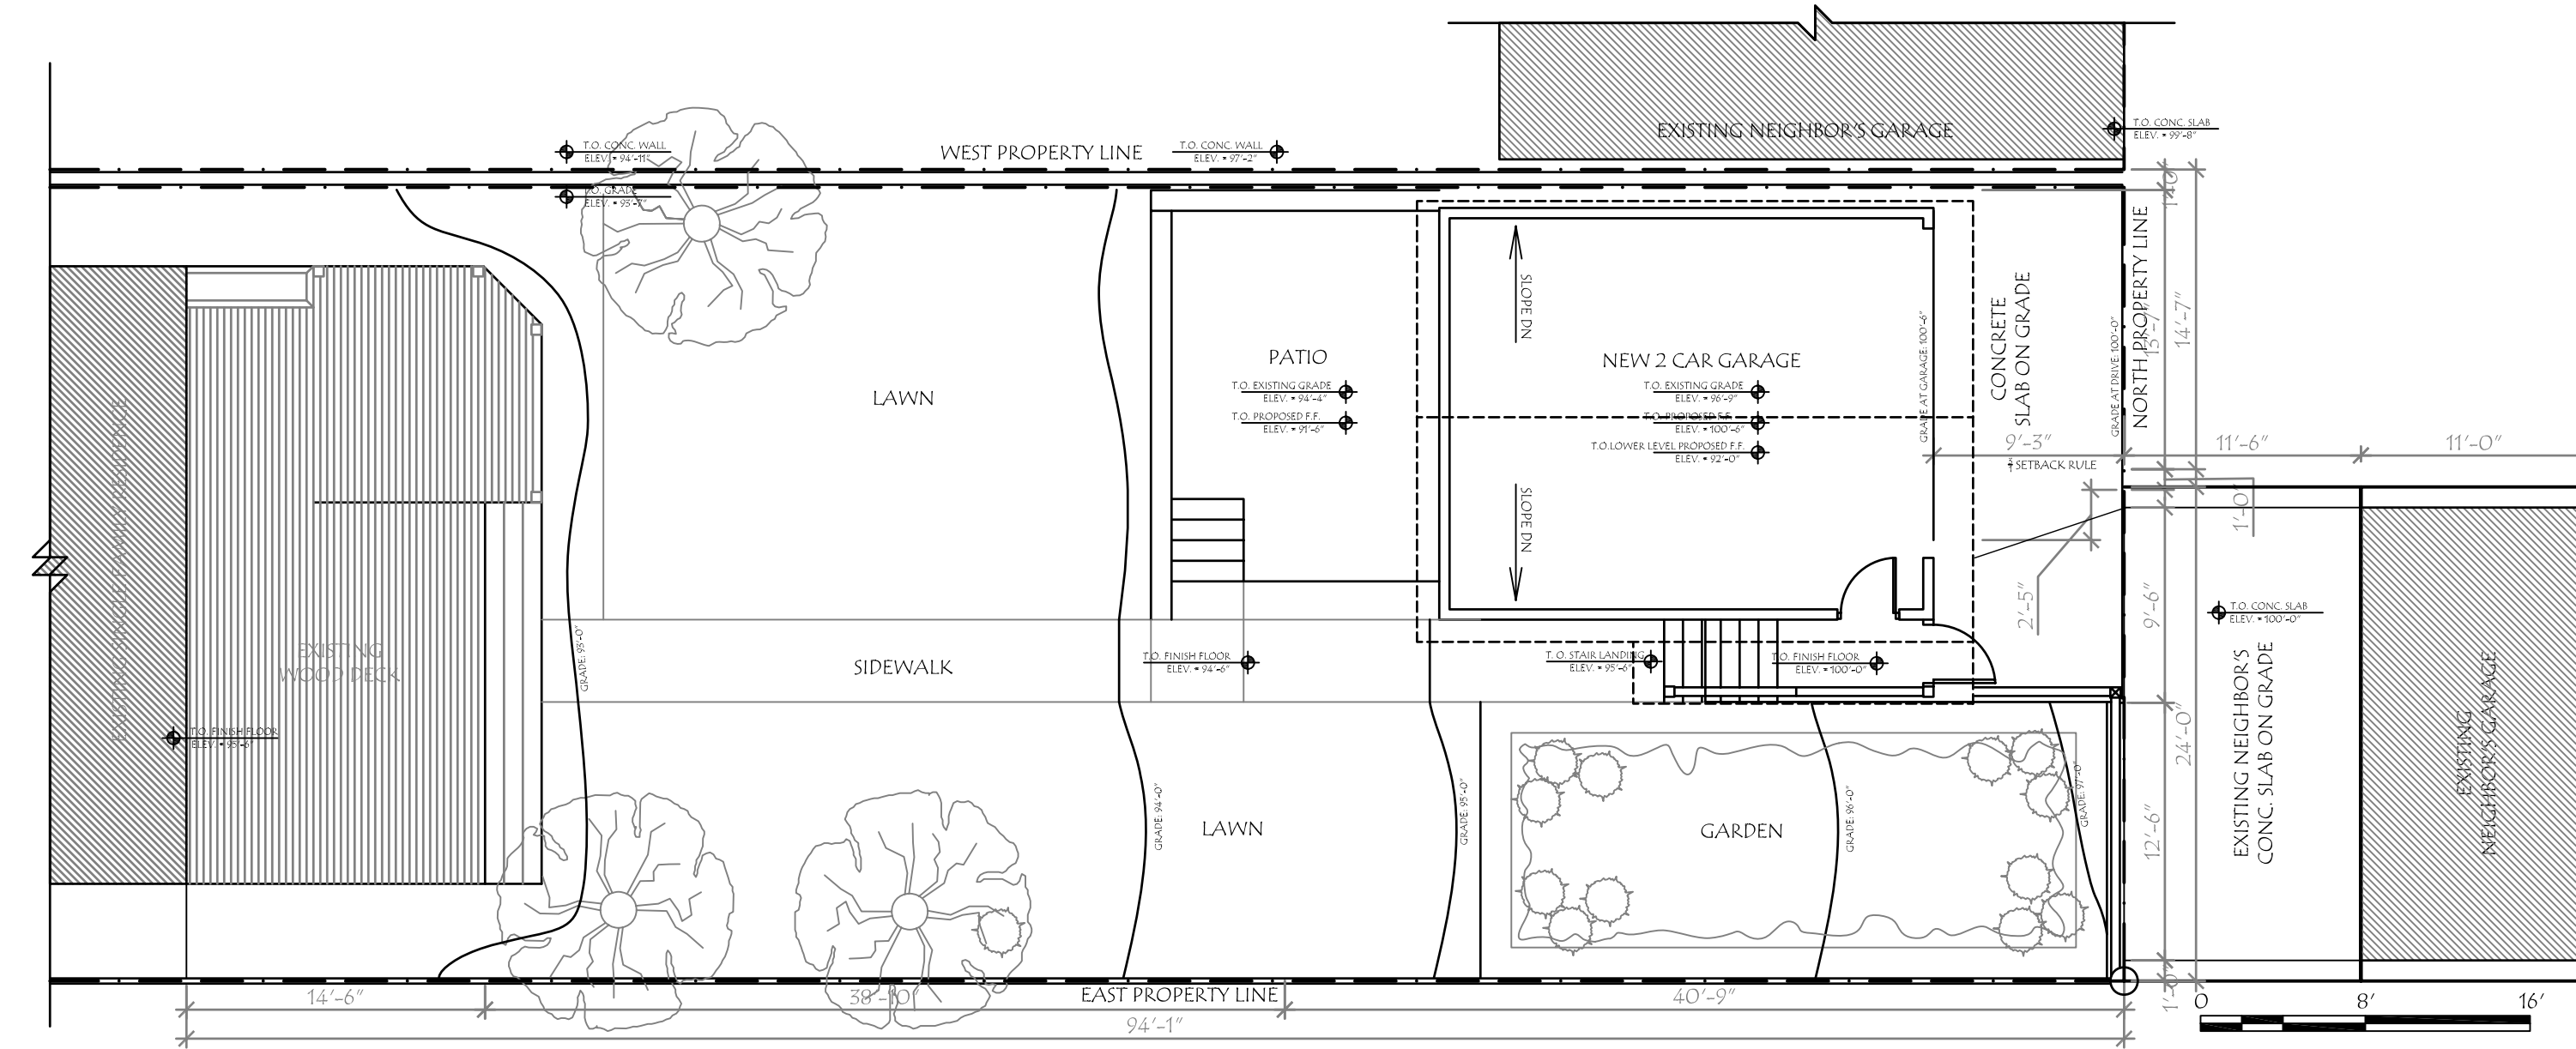 EXISTING NEIGHBOR'S GARAGE
T.O. CONC. SLAB
ELEV. = 99'-8"
T.O. CONC. WALL
ELEV. = 94'-11"
WEST PROPERTY LINE
T.O. CONC. WALL
ELEV. = 97'-2"
T.O. GRADE
ELEV. = 93'-7"
1'-0"
NORTH PROPERTY LINE
13'-7"
14'-7"
SLOPE DN
CONCRETE
SLAB ON GRADE
GRADE AT GARAGE: 100'-6"
GRADE AT DRIVE: 100'-0"
PATIO
NEW 2 CAR GARAGE
T.O. EXISTING GRADE
ELEV. = 94'-4"
T.O. PROPOSED F.F.
ELEV. = 91'-6"
T.O. EXISTING GRADE
ELEV. = 96'-9"
T.O. PROPOSED F.F.
ELEV. = 100'-6"
T.O.LOWER LEVEL PROPOSED F.F.
ELEV. = 92'-0"
LAWN
9'-3"
SETBACK RULE
11'-6"
11'-0"
1'-0"
SLOPE DN
2'-5"
9'-6"
EXISTING SINGLE FAMILY RESIDENCE
EXISTING
WOOD DECK
GRADE: 93'-0"
SIDEWALK
T.O. FINISH FLOOR
ELEV. = 94'-6"
T.O. STAIR LANDING
ELEV. = 95'-6"
T.O. FINISH FLOOR
ELEV. = 100'-0"
T.O. CONC. SLAB
ELEV. = 100'-0"
EXISTING NEIGHBOR'S
CONC. SLAB ON GRADE
EXISTING
NEIGHBOR'S GARAGE
24'-0"
T.O. FINISH FLOOR
ELEV. = 95'-6"
GRADE: 94'-0"
LAWN
GRADE: 95'-0"
GARDEN
GRADE: 96'-0"
GRADE: 97'-0"
12'-6"
1'-0"
14'-6"
38'-10"
EAST PROPERTY LINE
40'-9"
94'-1"
0 8' 16'